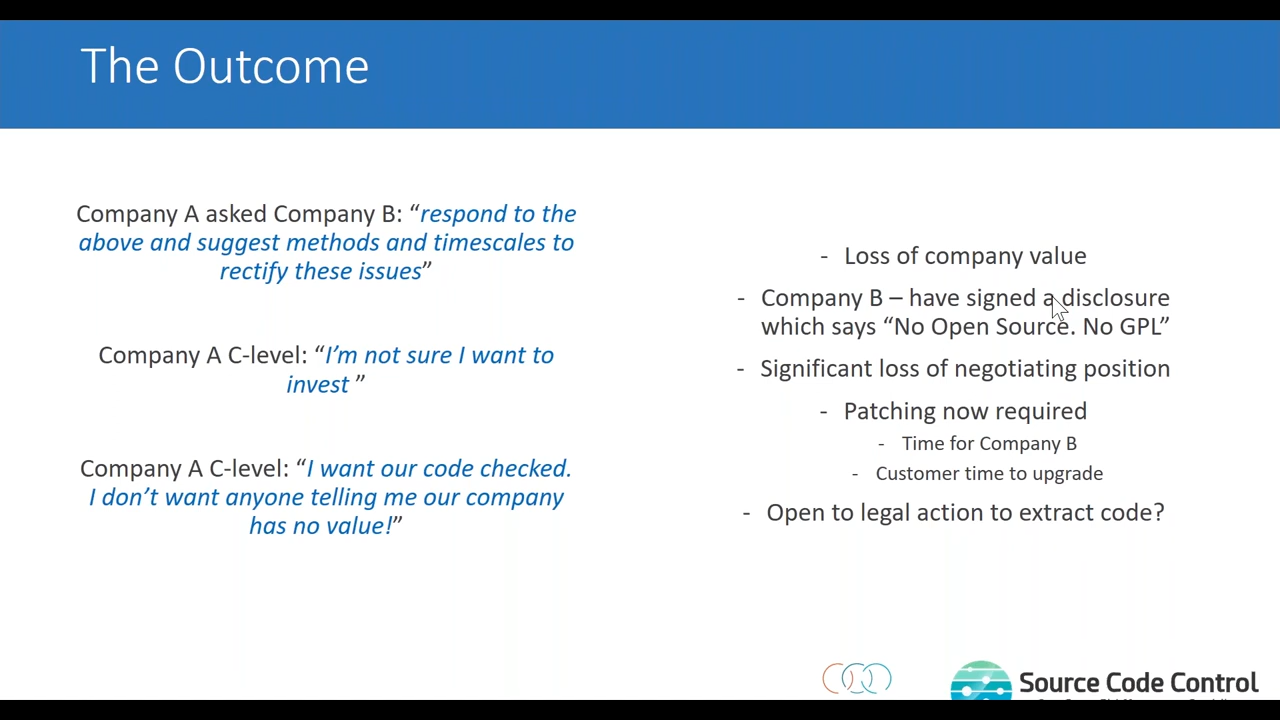 The Outcome
Company A asked Company B: “respond to the
above and suggest methods and timescales to
rectify these issues”
Company A C-level: “I’m not sure I want to
invest ”
Company A C-level: “I want our code checked.
I don’t want anyone telling me our company
has no value!”
- Loss of company value
- Company B – have signed a disclosure
which says “No Open Source. No GPL”
- Significant loss of negotiating position
- Patching now required
- Time for Company B
- Customer time to upgrade
- Open to legal action to extract code?
Source Code Control